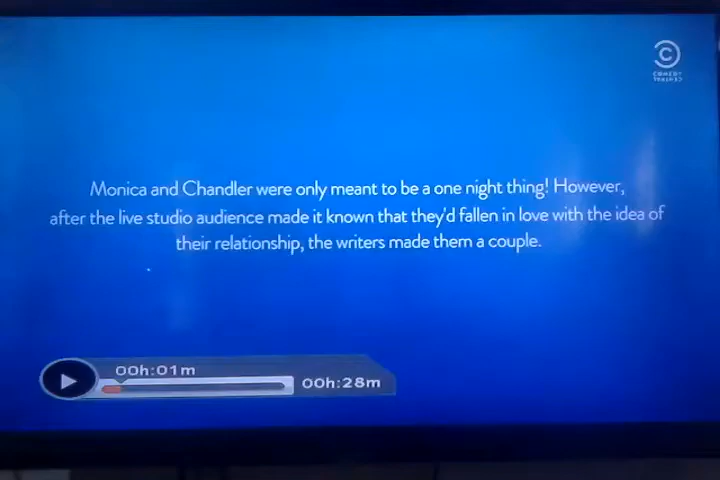 COMEDY
CENTRAL
Monica and Chandler were only meant to be a one night thing! However,
after the live studio audience made it known that they'd fallen in love with the idea of
their relationship, the writers made them a couple.
00h:01m
00h:28m